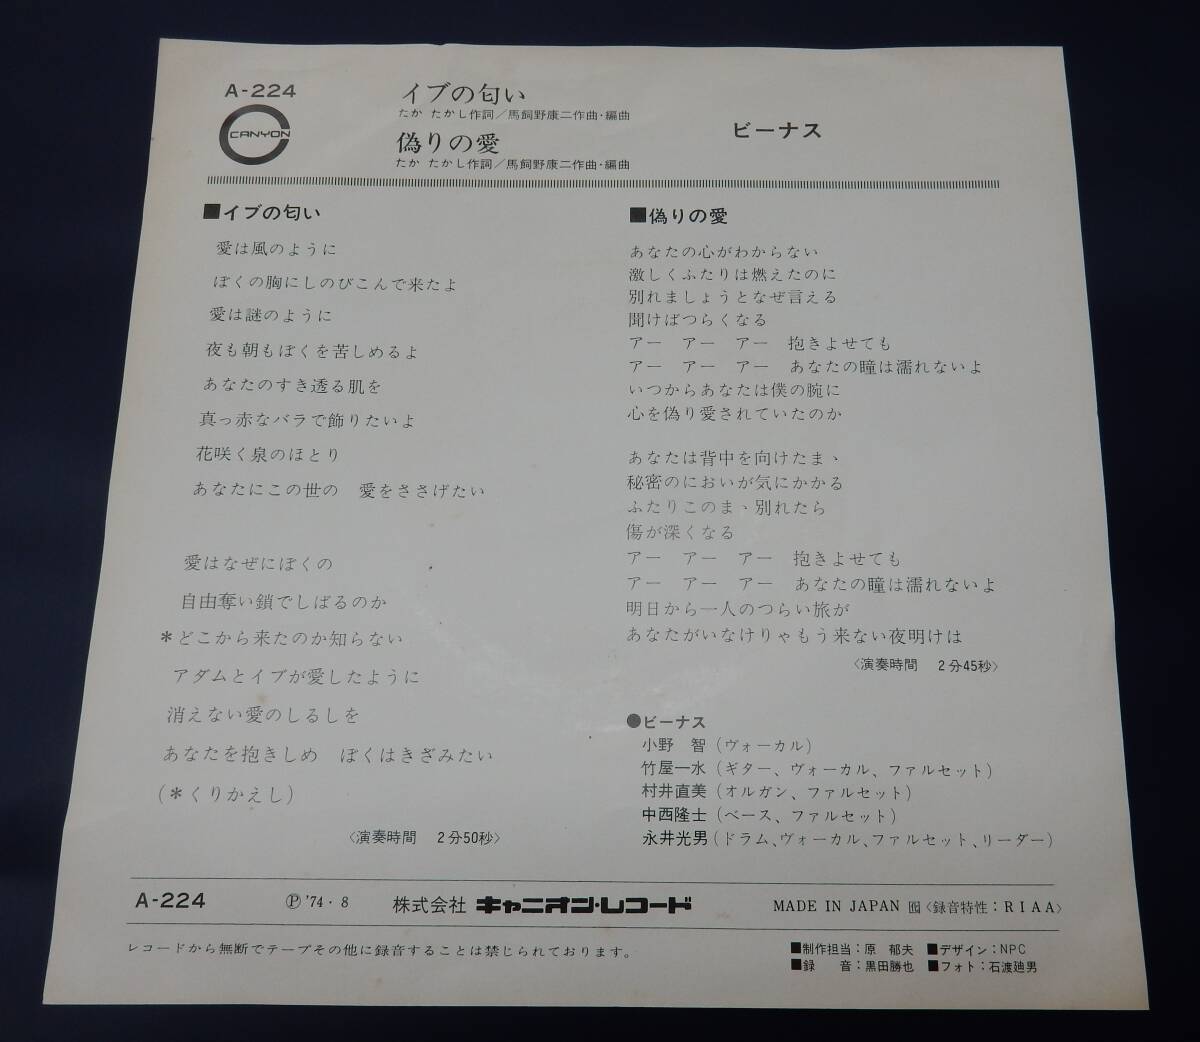 A-224
CANYON
イブの匂い
たか たかし作詞/馬飼野康二作曲・編曲
偽りの愛
たか たかし作詞/馬飼野康二作曲・編曲
ビーナス
■イブの匂い
愛は風のように
ぼくの胸にしのびこんで来たよ
愛は謎のように
夜も朝もぼくを苦しめるよ
あなたのすき透る肌を
真っ赤なバラで飾りたいよ
花咲く泉のほとり
あなたにこの世の 愛をささげたい
愛はなぜにぼくの
自由奪い鎖でしばるのか
*どこから来たのか知らない
アダムとイブが愛したように
消えない愛のしるしを
あなたを抱きしめ ぼくはきざみたい
(*くりかえし)
〈演奏時間 2分50秒〉
■偽りの愛
あなたの心がわからない
激しくふたりは燃えたのに
別れましょうとなぜ言える
聞けばつらくなる
アー アー アー 抱きよせても
アー アー アー あなたの瞳は濡れないよ
いつからあなたは僕の腕に
心を偽り愛されていたのか
あなたは背中を向けたまゝ
秘密のにおいが気にかかる
ふたりこのまゝ別れたら
傷が深くなる
アー アー アー 抱きよせても
アー アー アー あなたの瞳は濡れないよ
明日から一人のつらい旅が
あなたがいなけりゃもう来ない夜明けは
〈演奏時間 2分45秒〉
●ビーナス
小野 智(ヴォーカル)
竹屋一水(ギター、ヴォーカル、ファルセット)
村井直美(オルガン、ファルセット)
中西隆士(ベース、ファルセット)
永井光男(ドラム、ヴォーカル、ファルセット、リーダー)
A-224 Ⓟ'74・8 株式会社 キャニオン・レコード MADE IN JAPAN 〈録音特性：RIAA〉
レコードから無断でテープその他に録音することは禁じられております。
■制作担当：原 郁夫 ■デザイン：NPC
■録 音：黒田勝也 ■フォト：石渡廸男